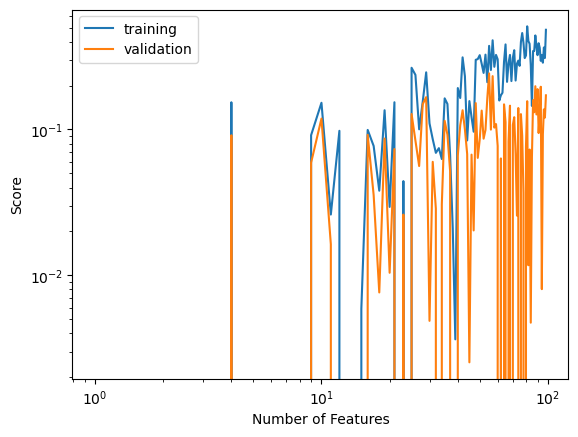 training
validation
Score
10⁻¹
10⁻²
10⁰
10¹
10²
Number of Features